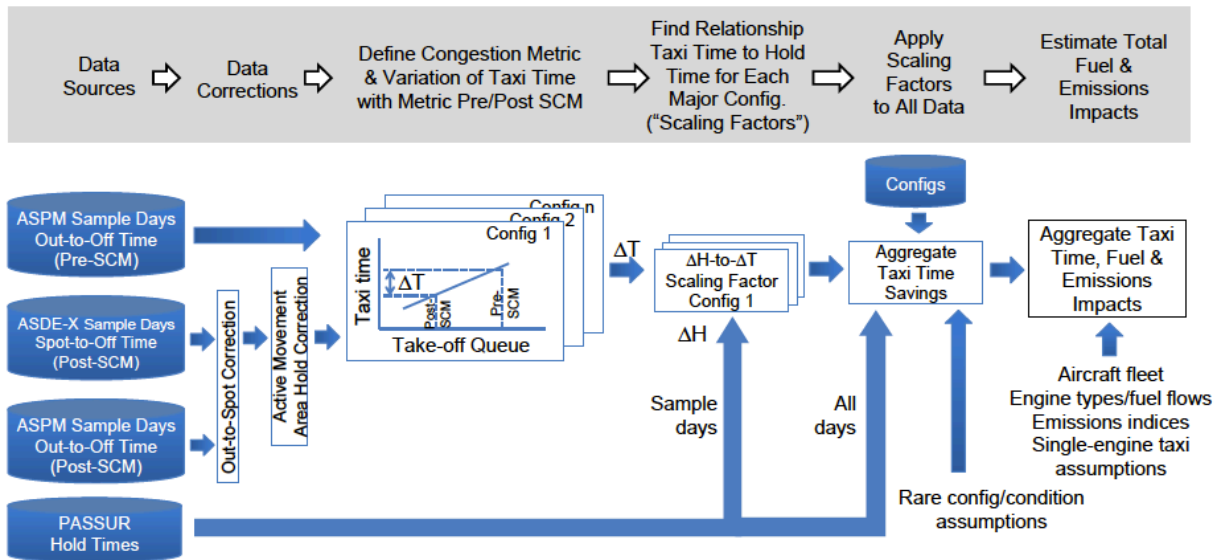 Data
Sources
Data
Corrections
Define Congestion Metric
& Variation of Taxi Time
with Metric Pre/Post SCM
Find Relationship
Taxi Time to Hold
Time for Each
Major Config.
(“Scaling Factors”)
Apply
Scaling
Factors
to All Data
Estimate Total
Fuel &
Emissions
Impacts
ASPM Sample Days
Out-to-Off Time
(Pre-SCM)
ASDE-X Sample Days
Spot-to-Off Time
(Post-SCM)
ASPM Sample Days
Out-to-Off Time
(Post-SCM)
PASSUR
Hold Times
Out-to-Spot Correction
Active Movement
Area Hold Correction
Config n
Config 2
Config 1
Taxi time
ΔT
Post-
SCM
Pre-
SCM
Take-off Queue
ΔT
ΔH-to-ΔT
Scaling Factor
Config 1
ΔH
Sample
days
All
days
Configs
Aggregate
Taxi Time
Savings
Rare config/condition
assumptions
Aggregate Taxi
Time, Fuel &
Emissions
Impacts
Aircraft fleet
Engine types/fuel flows
Emissions indices
Single-engine taxi
assumptions